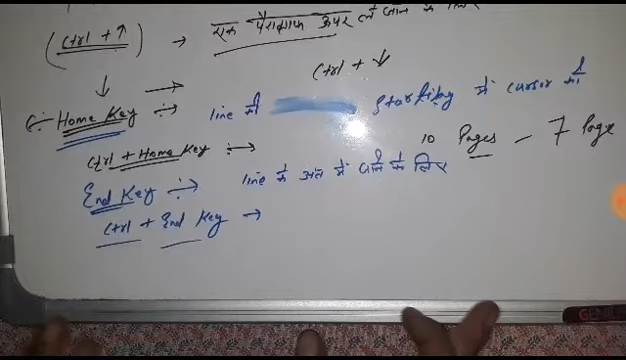 (Ctrl + ↑) → एक पैराग्राफ ऊपर ले जाने के लिए
Ctrl + ↓
Home Key ÷→ line की Starting में cursor को
Ctrl + Home Key ÷→ 10 Pages - 7 Page
End Key ÷→ line के अंत में जाने के लिए
Ctrl + End Key →